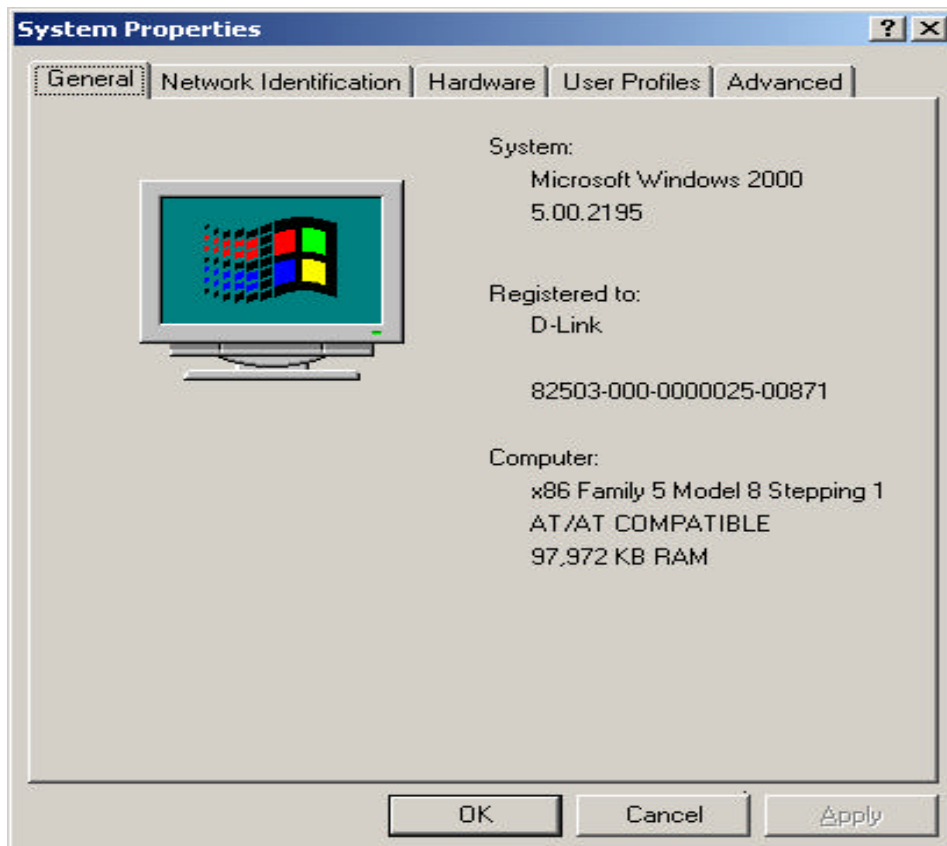 System Properties
General Network Identification Hardware User Profiles Advanced
System:
Microsoft Windows 2000
5.00.2195
Registered to:
D-Link
82503-000-0000025-00871
Computer:
x86 Family 5 Model 8 Stepping 1
AT/AT COMPATIBLE
97,972 KB RAM
OK Cancel Apply